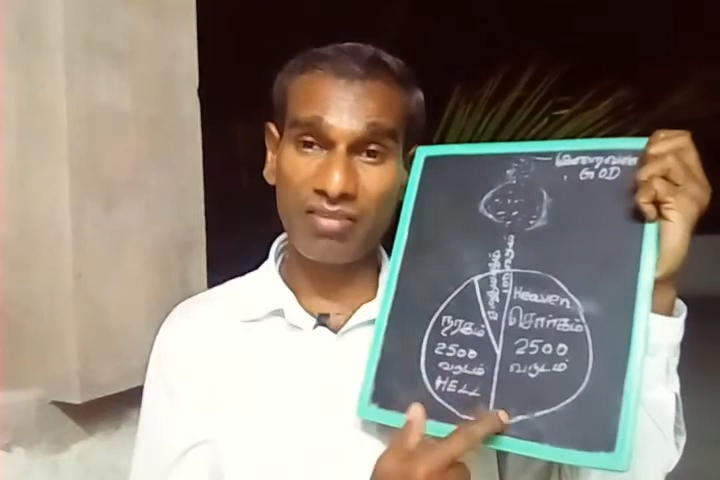 இறைவன்
GOD
Heaven
சொர்கம்
2500
வருடம்
நரகம்
2500
வருடம்
HELL